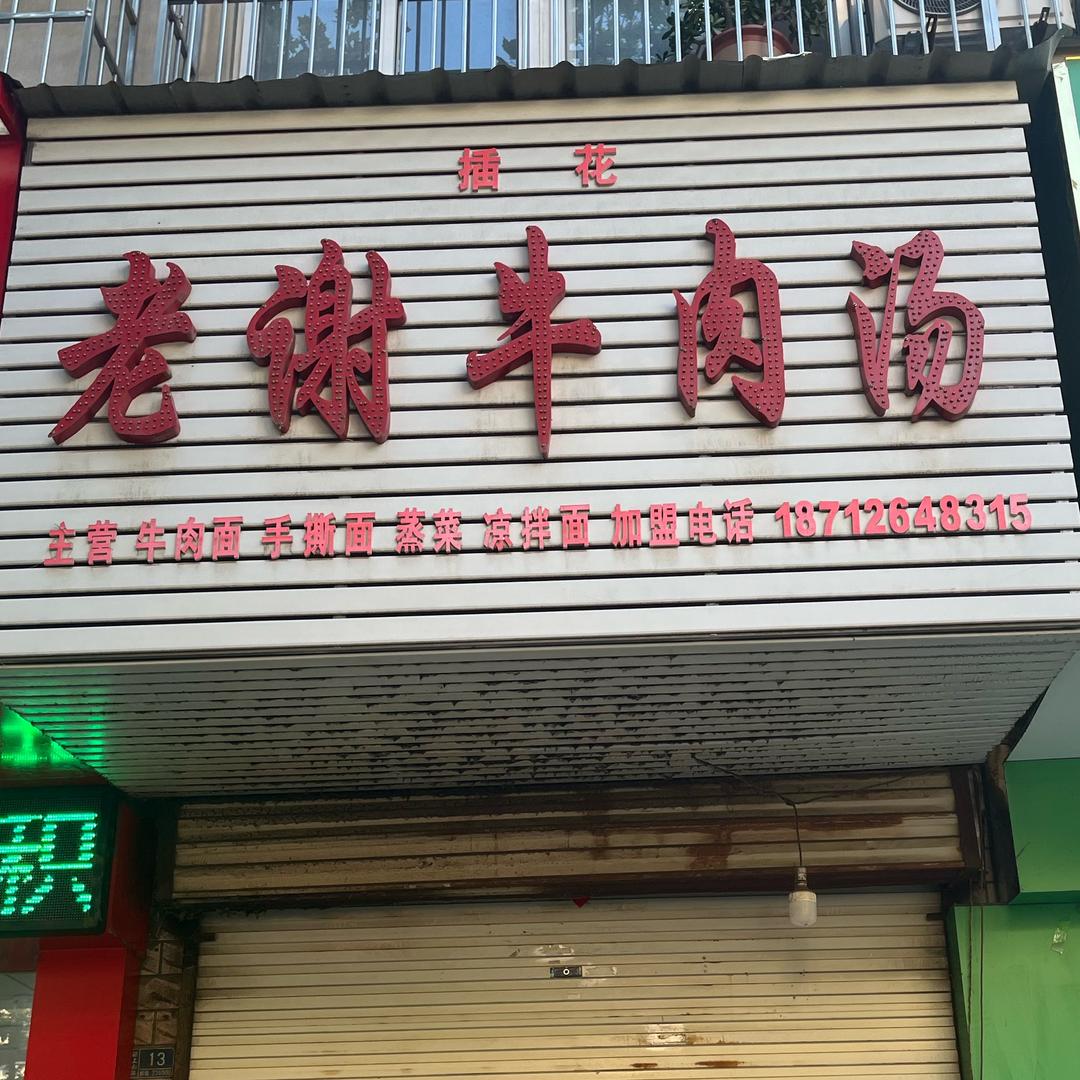 插 花
老谢牛肉汤
主营 牛肉面 手撕面 蒸菜 凉拌面 加盟电话 18712648315
13